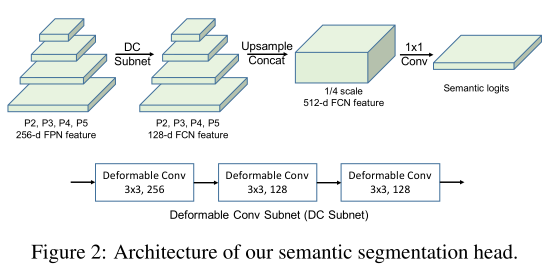 DC
Subnet
Upsample
Concat
1x1
Conv
P2, P3, P4, P5
256-d FPN feature
P2, P3, P4, P5
128-d FCN feature
1/4 scale
512-d FCN feature
Semantic logits
Deformable Conv
3x3, 256
Deformable Conv
3x3, 128
Deformable Conv
3x3, 128
Deformable Conv Subnet (DC Subnet)
Figure 2: Architecture of our semantic segmentation head.